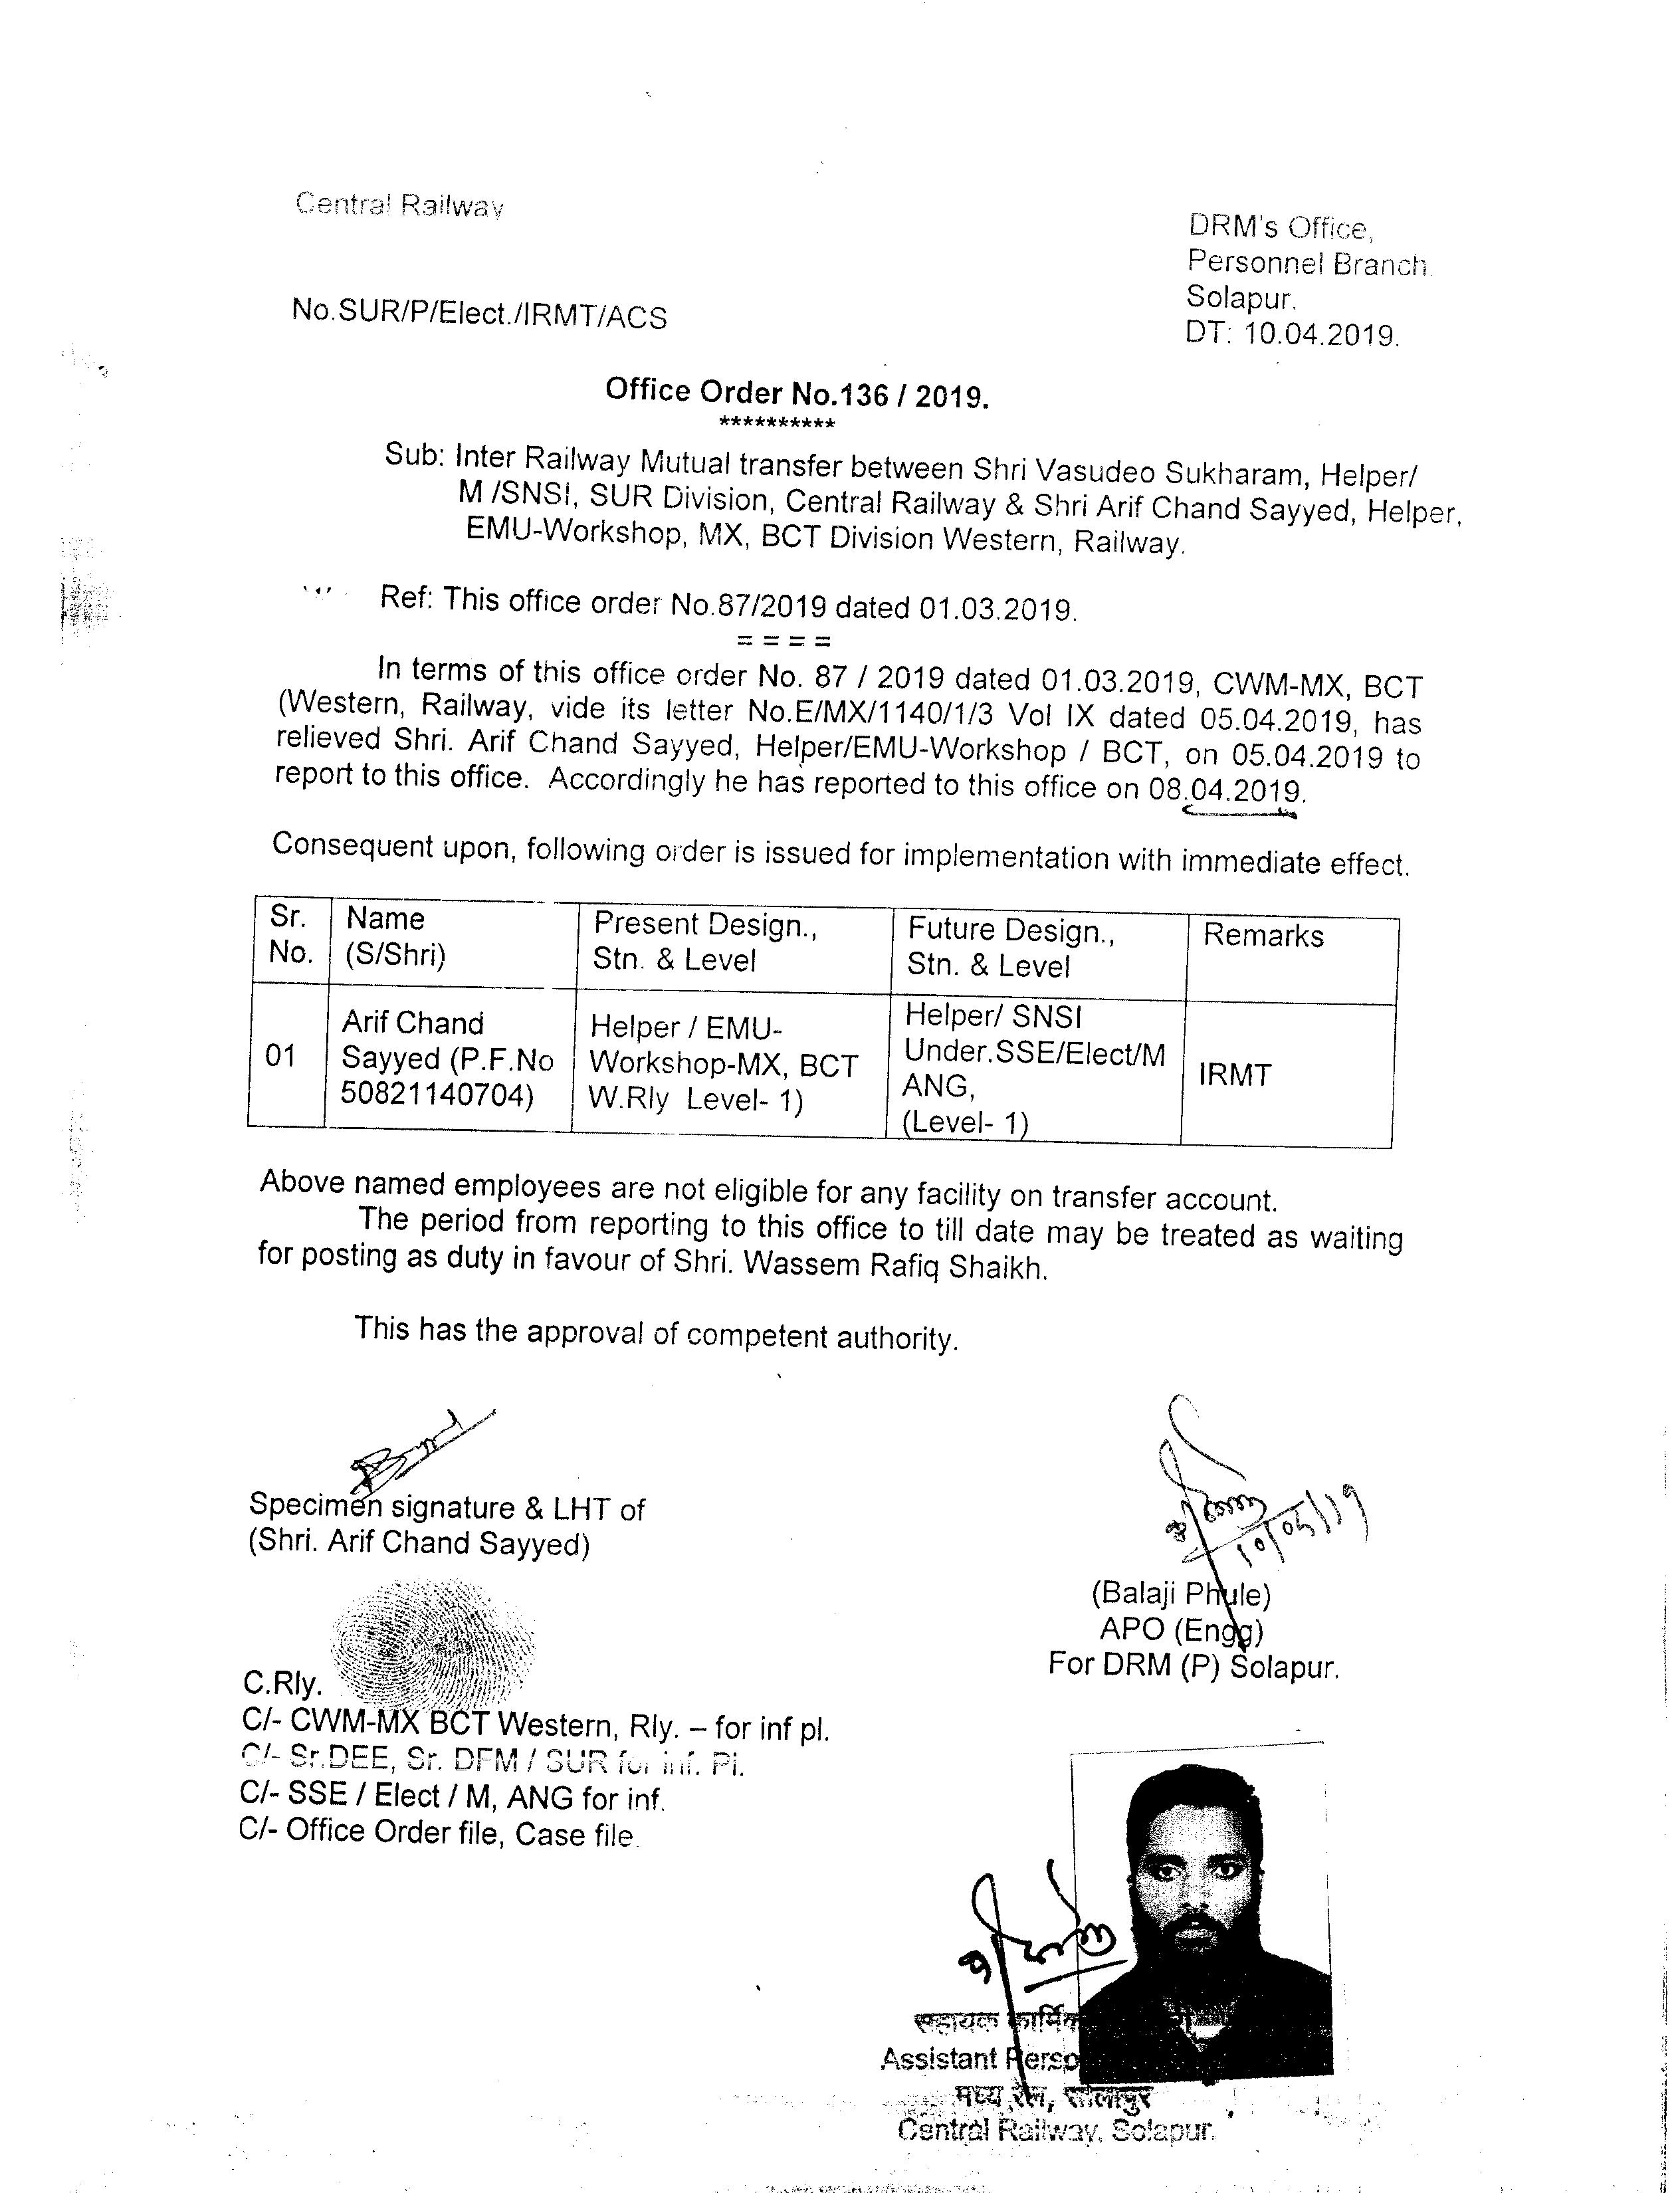 Central Railway
DRM's Office,
Personnel Branch
Solapur.
No.SUR/P/Elect./IRMT/ACS
DT: 10.04.2019.
Office Order No.136 / 2019.
**********
Sub: Inter Railway Mutual transfer between Shri Vasudeo Sukharam, Helper/
M /SNSI, SUR Division, Central Railway & Shri Arif Chand Sayyed, Helper,
EMU-Workshop, MX, BCT Division Western, Railway.
Ref: This office order No.87/2019 dated 01.03.2019.
= = = =
In terms of this office order No. 87 / 2019 dated 01.03.2019, CWM-MX, BCT
(Western, Railway, vide its letter No.E/MX/1140/1/3 Vol IX dated 05.04.2019, has
relieved Shri. Arif Chand Sayyed, Helper/EMU-Workshop / BCT, on 05.04.2019 to
report to this office. Accordingly he has reported to this office on 08.04.2019.
Consequent upon, following order is issued for implementation with immediate effect.
Sr. No. Name (S/Shri) Present Design., Stn. & Level Future Design., Stn. & Level Remarks
01 Arif Chand Sayyed (P.F.No 50821140704) Helper / EMU-Workshop-MX, BCT W.Rly Level- 1) Helper/ SNSI Under.SSE/Elect/M ANG, (Level- 1) IRMT
Above named employees are not eligible for any facility on transfer account.
The period from reporting to this office to till date may be treated as waiting
for posting as duty in favour of Shri. Wassem Rafiq Shaikh.
This has the approval of competent authority.
Specimen signature & LHT of
(Shri. Arif Chand Sayyed)
10/05/19
(Balaji Phule)
APO (Engg)
For DRM (P) Solapur.
C.Rly.
C/- CWM-MX BCT Western, Rly. – for inf pl.
C/- Sr.DEE, Sr. DFM / SUR for inf. Pl.
C/- SSE / Elect / M, ANG for inf.
C/- Office Order file, Case file.
सहायक कार्मिक
Assistant Perso
मध्य रेल, सोलापुर
Central Railway, Solapur.